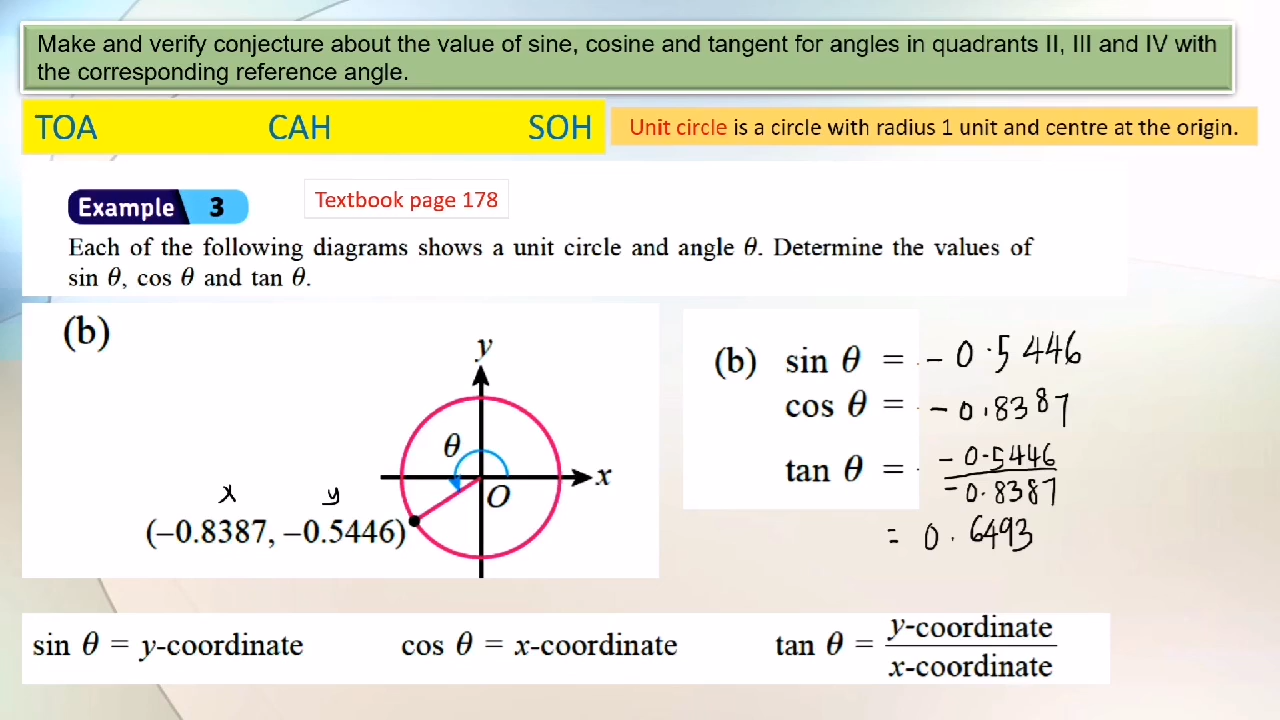 Make and verify conjecture about the value of sine, cosine and tangent for angles in quadrants II, III and IV with
the corresponding reference angle.
TOA CAH SOH
Unit circle is a circle with radius 1 unit and centre at the origin.
Example 3
Textbook page 178
Each of the following diagrams shows a unit circle and angle θ. Determine the values of
sin θ, cos θ and tan θ.
(b)
y
θ
x
O
x y
(−0.8387, −0.5446)
(b) sin θ = −0.5446
cos θ = −0.8387
tan θ = −0.5446
−0.8387
= 0.6493
sin θ = y-coordinate
cos θ = x-coordinate
tan θ = y-coordinate
x-coordinate